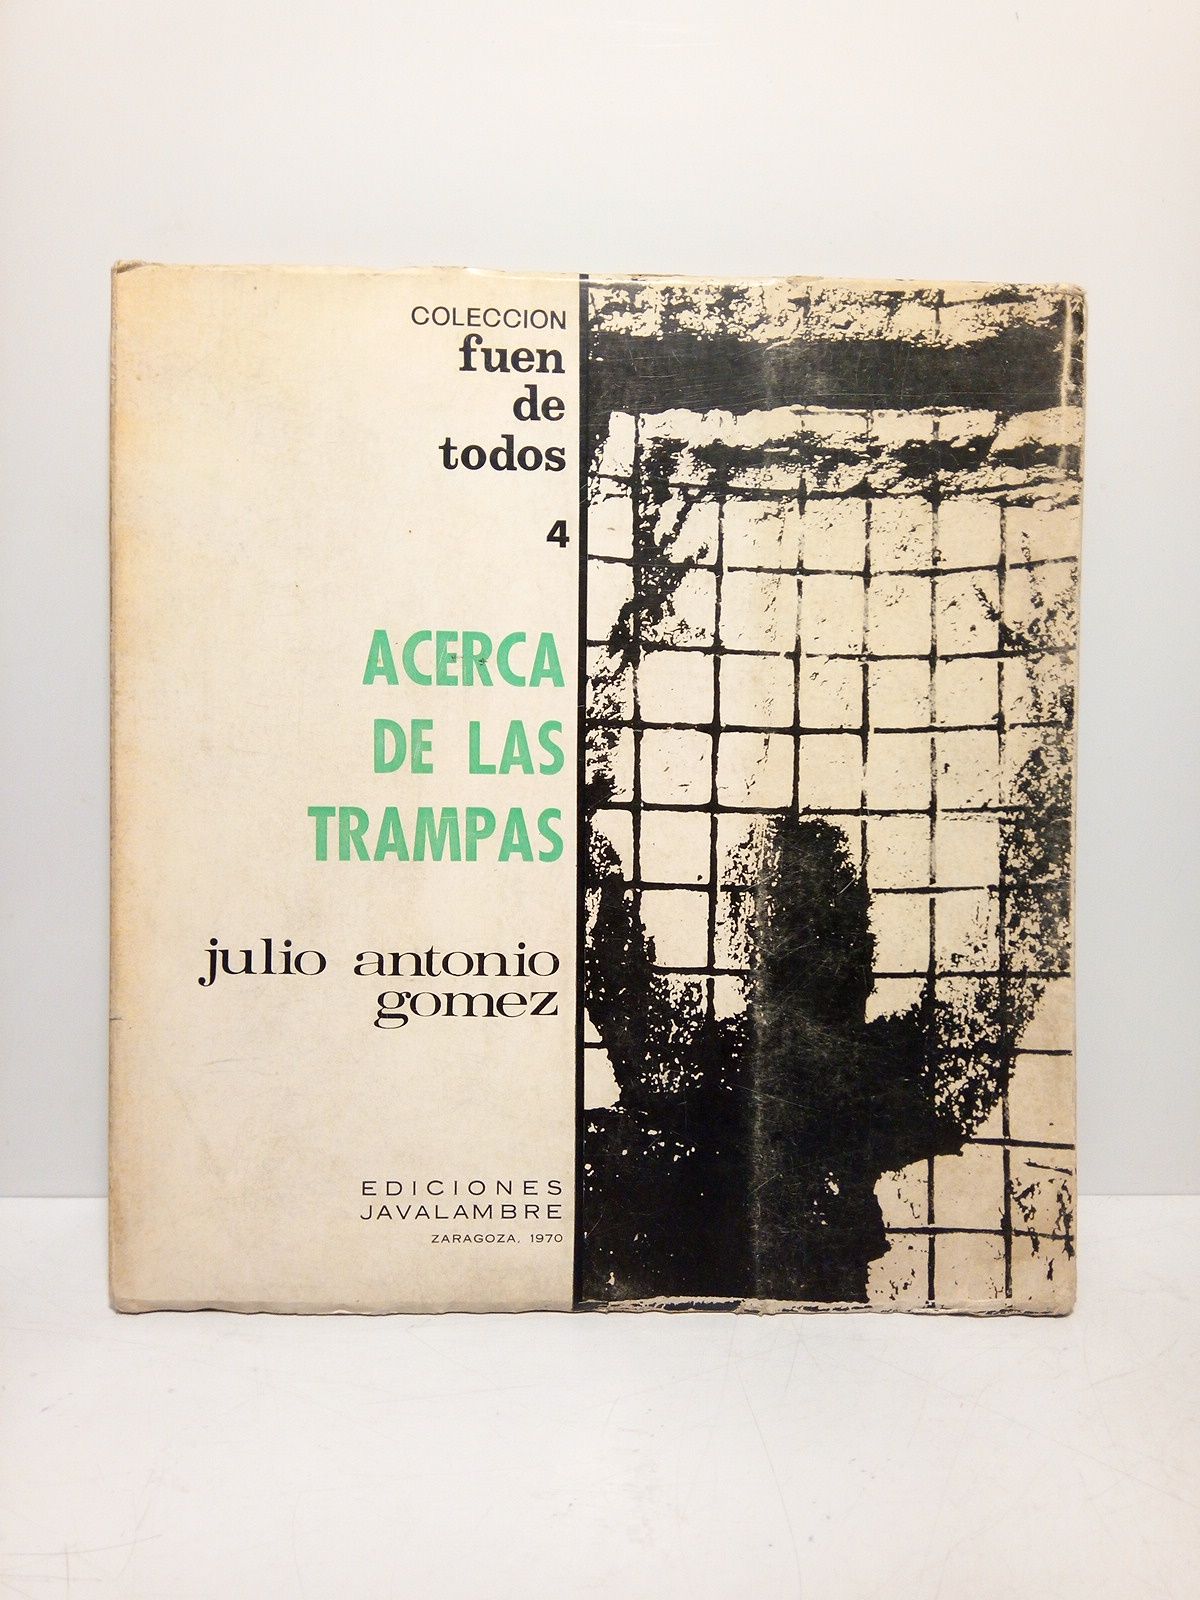 COLECCION
fuen
de
todos
4
ACERCA
DE LAS
TRAMPAS
julio antonio
gomez
EDICIONES
JAVALAMBRE
ZARAGOZA, 1970